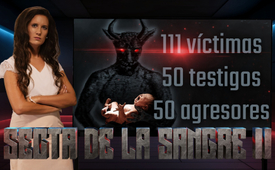 111 víctimas
50 testigos
50 agresores
SECTA DE LA SANGRE II